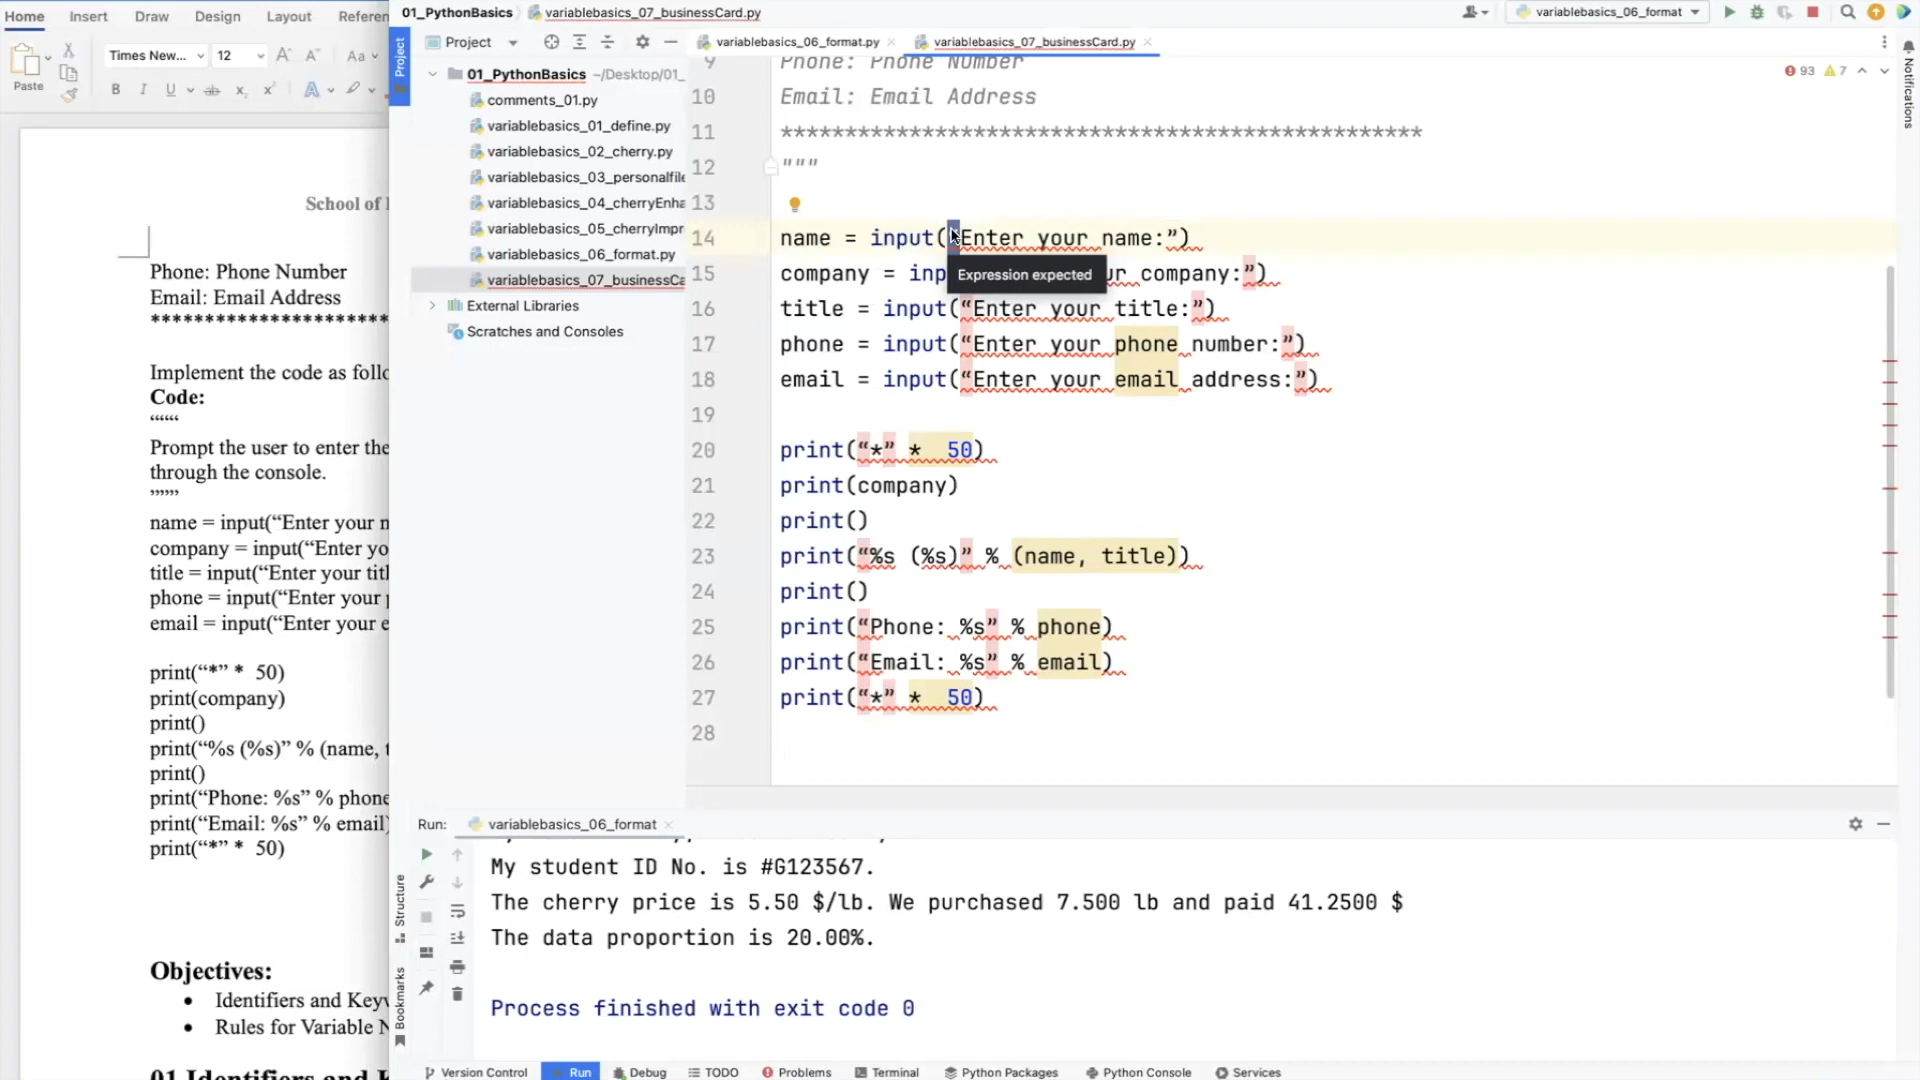 Home Insert Draw Design Layout Referen
Paste
Times New... 12
Aa
B I U ab x x A
School of
Phone: Phone Number
Email: Email Address
**********************
Implement the code as follo
Code:
“““
Prompt the user to enter the
through the console.
”””
name = input(“Enter your n
company = input(“Enter yo
title = input(“Enter your titl
phone = input(“Enter your p
email = input(“Enter your e
print(“*” * 50)
print(company)
print()
print(“%s (%s)” % (name, t
print()
print(“Phone: %s” % phone
print(“Email: %s” % email)
print(“*” * 50)
Objectives:
• Identifiers and Keyw
• Rules for Variable N
01 Identifiers and K
01_PythonBasics variablebasics_07_businessCard.py
variablebasics_06_format
Project
Project
variablebasics_06_format.py
variablebasics_07_businessCard.py
01_PythonBasics ~/Desktop/01_
comments_01.py
variablebasics_01_define.py
variablebasics_02_cherry.py
variablebasics_03_personalfile
variablebasics_04_cherryEnha
variablebasics_05_cherryImpr
variablebasics_06_format.py
variablebasics_07_businessCa
External Libraries
Scratches and Consoles
93 7
Notifications
9 Phone: Phone Number
10 Email: Email Address
11 **************************************************
12 """
13
14 name = input(Enter your name:”)
15 company = inp ur company:”)
Expression expected
16 title = input(“Enter your title:”)
17 phone = input(“Enter your phone number:”)
18 email = input(“Enter your email address:”)
19
20 print(“*” * 50)
21 print(company)
22 print()
23 print(“%s (%s)” % (name, title))
24 print()
25 print(“Phone: %s” % phone)
26 print(“Email: %s” % email)
27 print(“*” * 50)
28
Run: variablebasics_06_format
My student ID No. is #G123567.
The cherry price is 5.50 $/lb. We purchased 7.500 lb and paid 41.2500 $
The data proportion is 20.00%.
Process finished with exit code 0
Structure
Bookmarks
Version Control Run Debug TODO Problems Terminal Python Packages Python Console Services